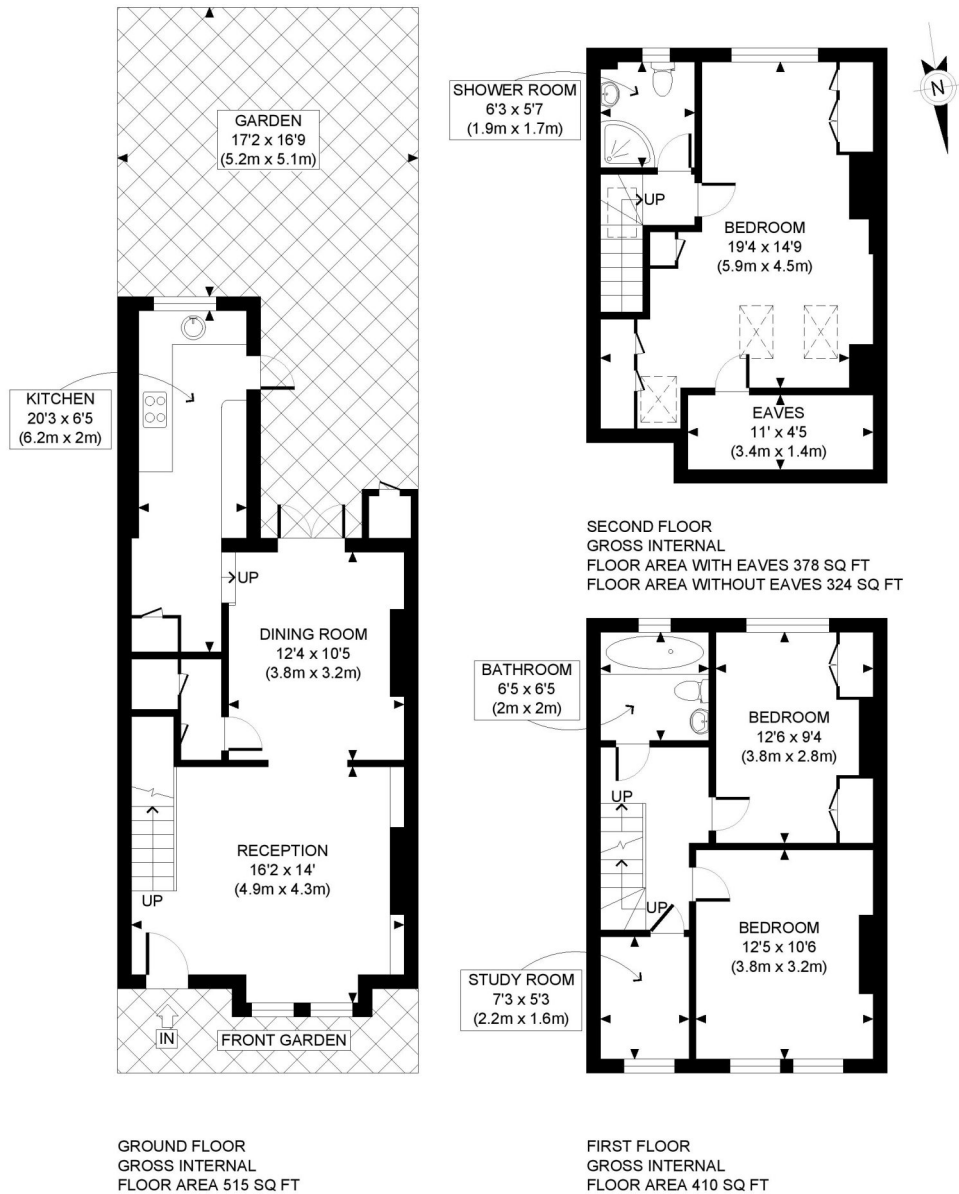 GARDEN
17'2 x 16'9
(5.2m x 5.1m)
KITCHEN
20'3 x 6'5
(6.2m x 2m)
UP
DINING ROOM
12'4 x 10'5
(3.8m x 3.2m)
RECEPTION
16'2 x 14'
(4.9m x 4.3m)
UP
IN
FRONT GARDEN
GROUND FLOOR
GROSS INTERNAL
FLOOR AREA 515 SQ FT
N
SHOWER ROOM
6'3 x 5'7
(1.9m x 1.7m)
UP
BEDROOM
19'4 x 14'9
(5.9m x 4.5m)
EAVES
11' x 4'5
(3.4m x 1.4m)
SECOND FLOOR
GROSS INTERNAL
FLOOR AREA WITH EAVES 378 SQ FT
FLOOR AREA WITHOUT EAVES 324 SQ FT
BATHROOM
6'5 x 6'5
(2m x 2m)
BEDROOM
12'6 x 9'4
(3.8m x 2.8m)
UP
UP
BEDROOM
12'5 x 10'6
(3.8m x 3.2m)
STUDY ROOM
7'3 x 5'3
(2.2m x 1.6m)
FIRST FLOOR
GROSS INTERNAL
FLOOR AREA 410 SQ FT